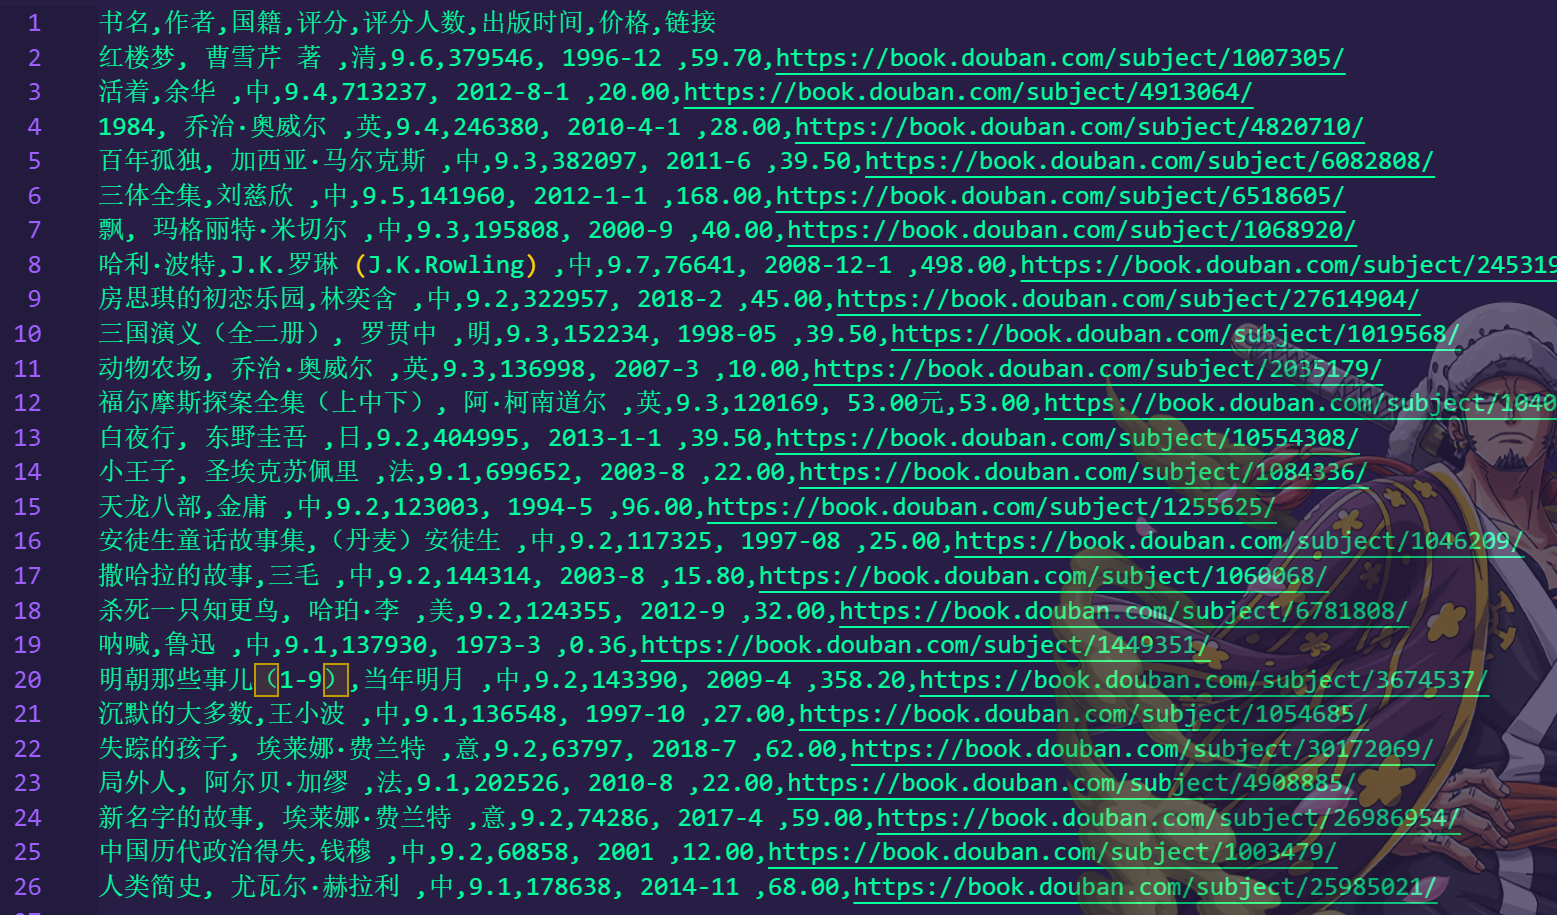 1 书名,作者,国籍,评分,评分人数,出版时间,价格,链接
2 红楼梦, 曹雪芹 著 ,清,9.6,379546, 1996-12 ,59.70,https://book.douban.com/subject/1007305/
3 活着,余华 ,中,9.4,713237, 2012-8-1 ,20.00,https://book.douban.com/subject/4913064/
4 1984, 乔治·奥威尔 ,英,9.4,246380, 2010-4-1 ,28.00,https://book.douban.com/subject/4820710/
5 百年孤独, 加西亚·马尔克斯 ,中,9.3,382097, 2011-6 ,39.50,https://book.douban.com/subject/6082808/
6 三体全集,刘慈欣 ,中,9.5,141960, 2012-1-1 ,168.00,https://book.douban.com/subject/6518605/
7 飘, 玛格丽特·米切尔 ,中,9.3,195808, 2000-9 ,40.00,https://book.douban.com/subject/1068920/
8 哈利·波特,J.K.罗琳 (J.K.Rowling) ,中,9.7,76641, 2008-12-1 ,498.00,https://book.douban.com/subject/245319
9 房思琪的初恋乐园,林奕含 ,中,9.2,322957, 2018-2 ,45.00,https://book.douban.com/subject/27614904/
10 三国演义（全二册）, 罗贯中 ,明,9.3,152234, 1998-05 ,39.50,https://book.douban.com/subject/1019568/
11 动物农场, 乔治·奥威尔 ,英,9.3,136998, 2007-3 ,10.00,https://book.douban.com/subject/2035179/
12 福尔摩斯探案全集（上中下）, 阿·柯南道尔 ,英,9.3,120169, 53.00元,53.00,https://book.douban.com/subject/1040
13 白夜行, 东野圭吾 ,日,9.2,404995, 2013-1-1 ,39.50,https://book.douban.com/subject/10554308/
14 小王子, 圣埃克苏佩里 ,法,9.1,699652, 2003-8 ,22.00,https://book.douban.com/subject/1084336/
15 天龙八部,金庸 ,中,9.2,123003, 1994-5 ,96.00,https://book.douban.com/subject/1255625/
16 安徒生童话故事集,（丹麦）安徒生 ,中,9.2,117325, 1997-08 ,25.00,https://book.douban.com/subject/1046209/
17 撒哈拉的故事,三毛 ,中,9.2,144314, 2003-8 ,15.80,https://book.douban.com/subject/1060068/
18 杀死一只知更鸟, 哈珀·李 ,美,9.2,124355, 2012-9 ,32.00,https://book.douban.com/subject/6781808/
19 呐喊,鲁迅 ,中,9.1,137930, 1973-3 ,0.36,https://book.douban.com/subject/1449351/
20 明朝那些事儿（1-9）,当年明月 ,中,9.2,143390, 2009-4 ,358.20,https://book.douban.com/subject/3674537/
21 沉默的大多数,王小波 ,中,9.1,136548, 1997-10 ,27.00,https://book.douban.com/subject/1054685/
22 失踪的孩子, 埃莱娜·费兰特 ,意,9.2,63797, 2018-7 ,62.00,https://book.douban.com/subject/30172069/
23 局外人, 阿尔贝·加缪 ,法,9.1,202526, 2010-8 ,22.00,https://book.douban.com/subject/4908885/
24 新名字的故事, 埃莱娜·费兰特 ,意,9.2,74286, 2017-4 ,59.00,https://book.douban.com/subject/26986954/
25 中国历代政治得失,钱穆 ,中,9.2,60858, 2001 ,12.00,https://book.douban.com/subject/1003479/
26 人类简史, 尤瓦尔·赫拉利 ,中,9.1,178638, 2014-11 ,68.00,https://book.douban.com/subject/25985021/